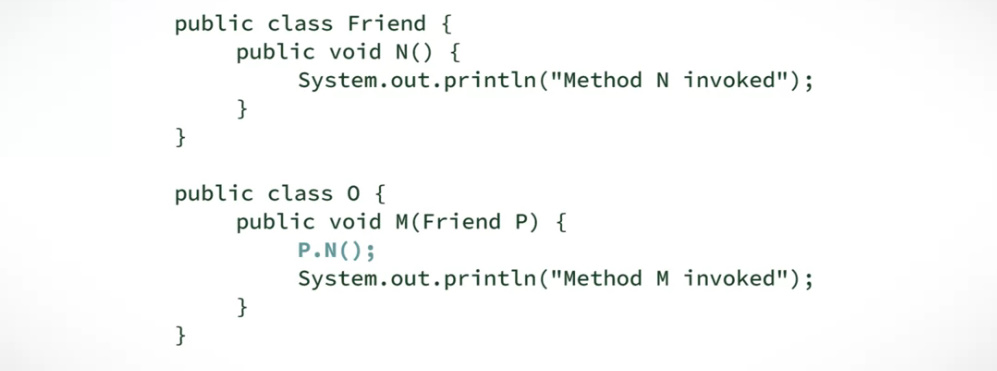 public class Friend {
public void N() {
System.out.println("Method N invoked");
}
}
public class O {
public void M(Friend P) {
P.N();
System.out.println("Method M invoked");
}
}